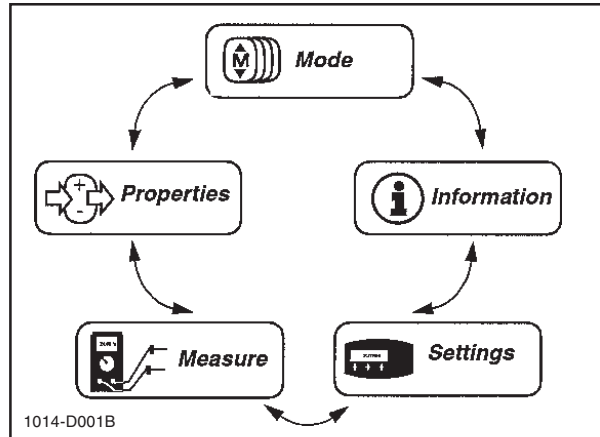 M
Mode
+
-
Properties
i
Information
Measure
Settings
1014-D001B